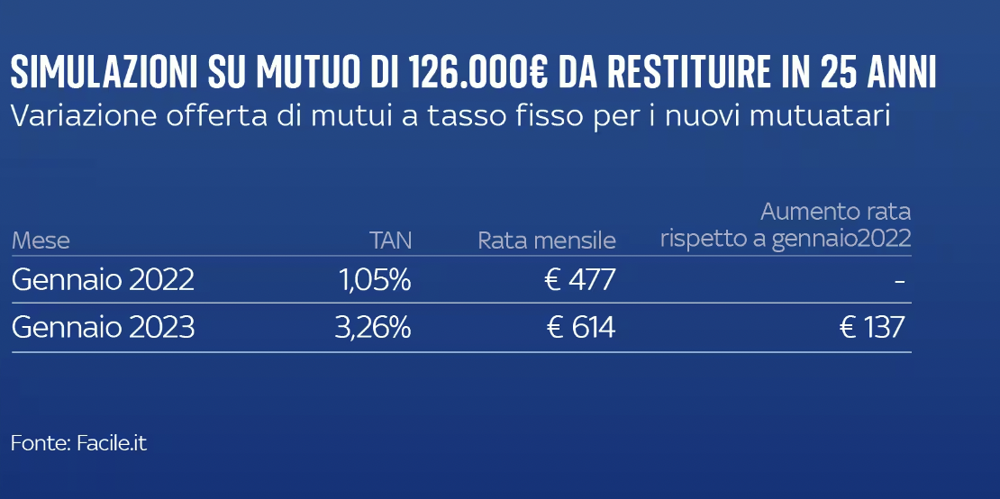 SIMULAZIONI SU MUTUO DI 126.000€ DA RESTITUIRE IN 25 ANNI
Variazione offerta di mutui a tasso fisso per i nuovi mutuatari
Aumento rata
Mese TAN Rata mensile rispetto a gennaio2022
Gennaio 2022 1,05% € 477 -
Gennaio 2023 3,26% € 614 € 137
Fonte: Facile.it